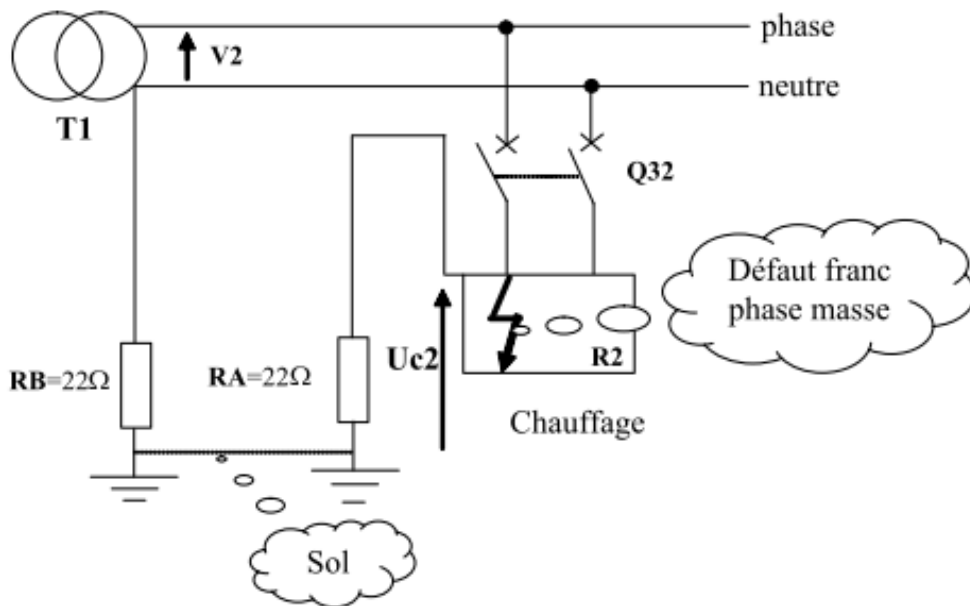 phase
V2
neutre
T1
Q32
Défaut franc
phase masse
RB=22Ω
RA=22Ω
Uc2
R2
Chauffage
Sol